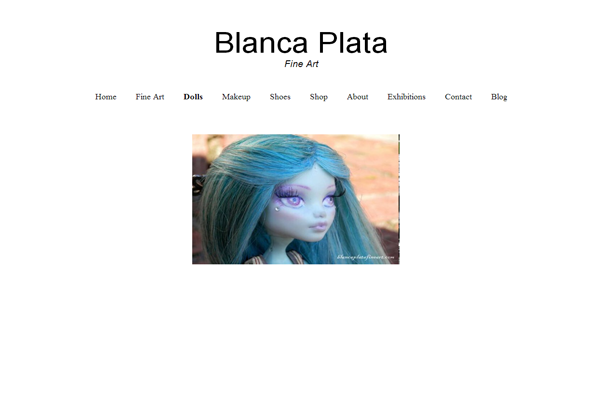 Blanca Plata
Fine Art
Home Fine Art Dolls Makeup Shoes Shop About Exhibitions Contact Blog
blancaplatafineart.com